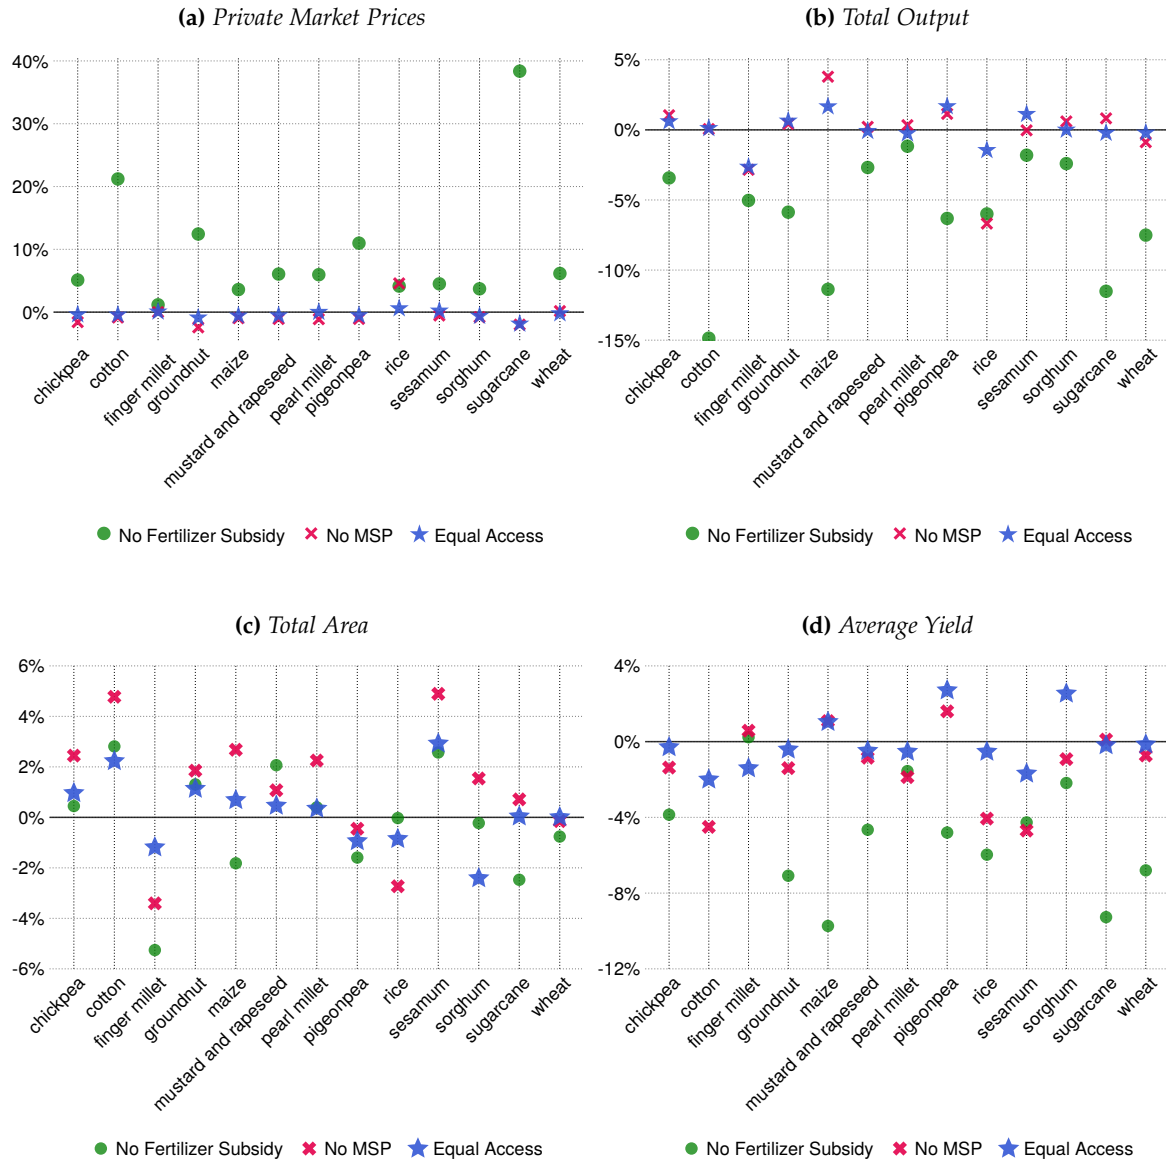 (a) Private Market Prices
40%
30%
20%
10%
0%
chickpea
cotton
finger millet
groundnut
maize
mustard and rapeseed
pearl millet
pigeonpea
rice
sesamum
sorghum
sugarcane
wheat
No Fertilizer Subsidy No MSP Equal Access
(b) Total Output
5%
0%
-5%
-10%
-15%
chickpea
cotton
finger millet
groundnut
maize
mustard and rapeseed
pearl millet
pigeonpea
rice
sesamum
sorghum
sugarcane
wheat
No Fertilizer Subsidy No MSP Equal Access
(c) Total Area
6%
4%
2%
0%
-2%
-4%
-6%
chickpea
cotton
finger millet
groundnut
maize
mustard and rapeseed
pearl millet
pigeonpea
rice
sesamum
sorghum
sugarcane
wheat
No Fertilizer Subsidy No MSP Equal Access
(d) Average Yield
4%
0%
-4%
-8%
-12%
chickpea
cotton
finger millet
groundnut
maize
mustard and rapeseed
pearl millet
pigeonpea
rice
sesamum
sorghum
sugarcane
wheat
No Fertilizer Subsidy No MSP Equal Access